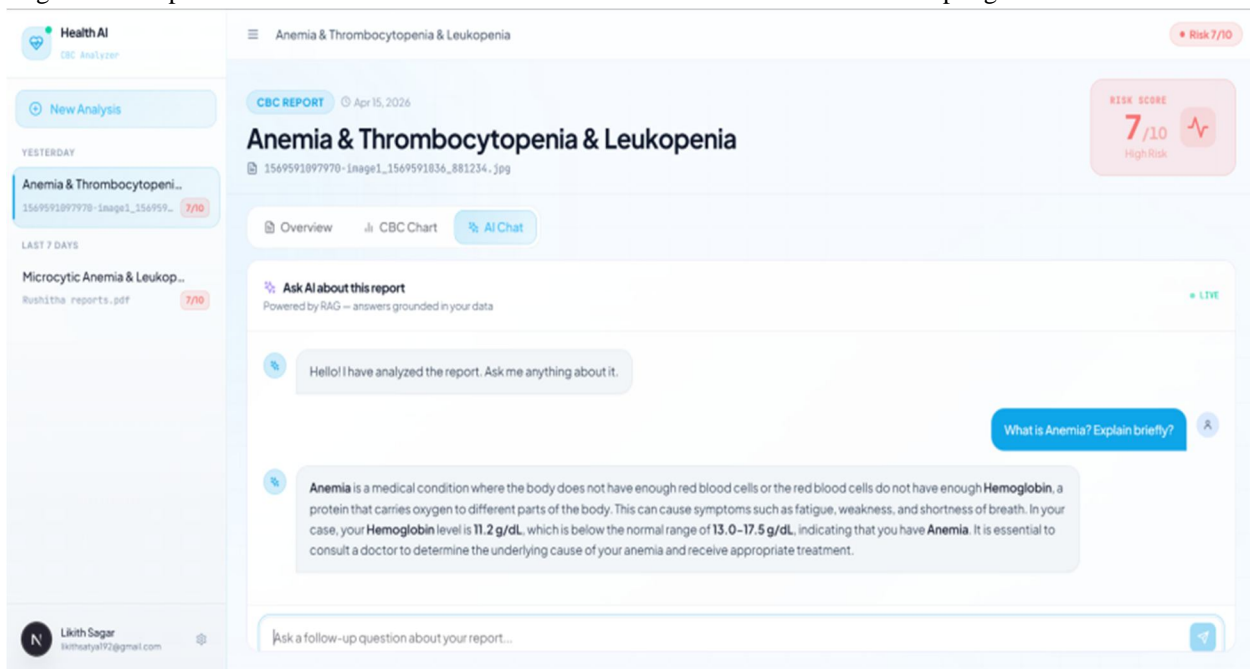 Health AI
CBC Analyzer
New Analysis
YESTERDAY
Anemia & Thrombocytopeni...
1569591097970-image1_156959...
7/10
LAST 7 DAYS
Microcytic Anemia & Leukop...
Rushitha reports.pdf
7/10
N
Likith Sagar
likithsatya192@gmail.com
Anemia & Thrombocytopenia & Leukopenia
Risk 7/10
CBC REPORT
Apr 15, 2026
Anemia & Thrombocytopenia & Leukopenia
1569591097970-image1_1569591036_881234.jpg
RISK SCORE
7/10
High Risk
Overview
CBC Chart
AI Chat
Ask AI about this report
Powered by RAG — answers grounded in your data
LIVE
Hello! I have analyzed the report. Ask me anything about it.
What is Anemia? Explain briefly?
Anemia is a medical condition where the body does not have enough red blood cells or the red blood cells do not have enough Hemoglobin, a
protein that carries oxygen to different parts of the body. This can cause symptoms such as fatigue, weakness, and shortness of breath. In your
case, your Hemoglobin level is 11.2 g/dL, which is below the normal range of 13.0–17.5 g/dL, indicating that you have Anemia. It is essential to
consult a doctor to determine the underlying cause of your anemia and receive appropriate treatment.
Ask a follow-up question about your report...